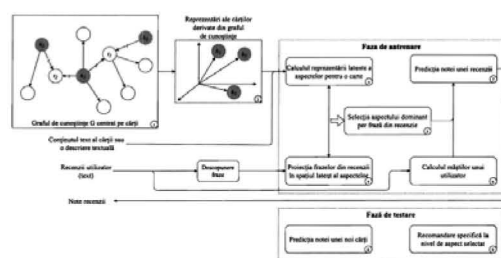 Reprezentări ale cărților
derivate din graful
de cunoștințe
Graful de cunoștințe G centrat pe cărți
Conținutul text al cărții sau
o descriere textuală
Recenzii utilizator
(text)
Descompunere
fraze
Note recenzii
Faza de antrenare
Calculul reprezentării latente a
aspectelor pentru o carte
Predicția notei unei recenzii
Selecția aspectului dominant
per frază din recenzie
Proiecția frazelor din recenzii
în spațiul latent al aspectelor
Calculul măștilor unui
utilizator
Fază de testare
Predicția notei unei noi cărți
Recomandare specifică la
nivel de aspect selectat